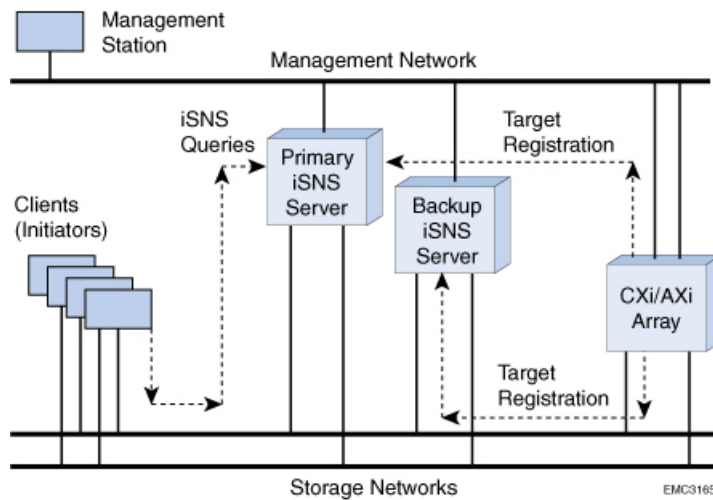 Management
Station
Management Network
iSNS
Queries
Target
Registration
Primary
iSNS
Server
Backup
iSNS
Server
Clients
(Initiators)
CXi/AXi
Array
Target
Registration
Storage Networks
EMC3165